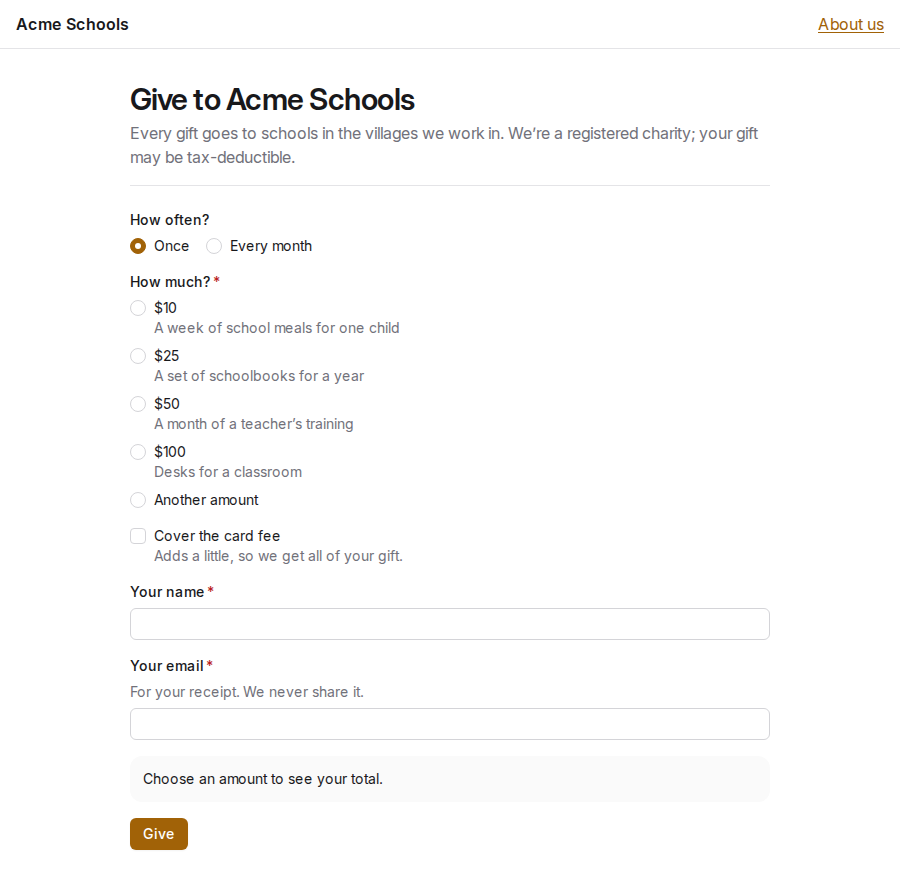 Acme Schools
About us
Give to Acme Schools
Every gift goes to schools in the villages we work in. We’re a registered charity; your gift
may be tax-deductible.
How often?
Once
Every month
How much? *
$10
A week of school meals for one child
$25
A set of schoolbooks for a year
$50
A month of a teacher’s training
$100
Desks for a classroom
Another amount
Cover the card fee
Adds a little, so we get all of your gift.
Your name *
Your email *
For your receipt. We never share it.
Choose an amount to see your total.
Give